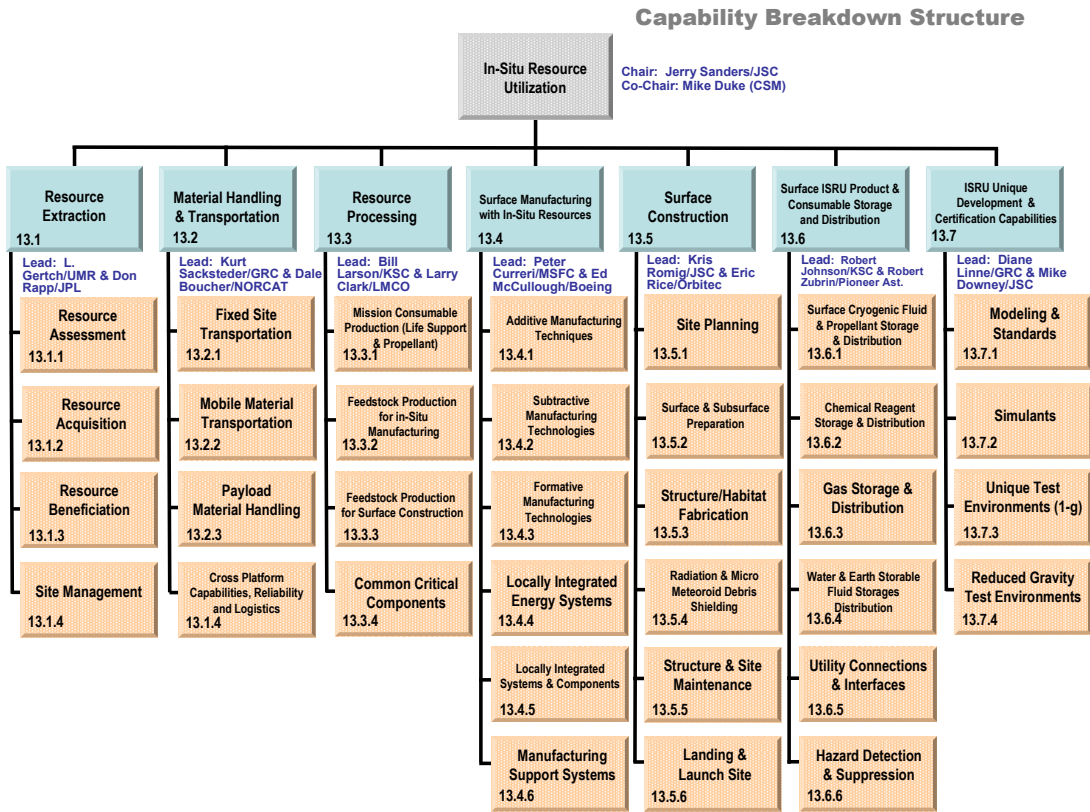 Capability Breakdown Structure
In-Situ Resource
Utilization
Chair: Jerry Sanders/JSC
Co-Chair: Mike Duke (CSM)
Resource
Extraction
13.1
Lead: L.
Gertch/UMR & Don
Rapp/JPL
Resource
Assessment
13.1.1
Resource
Acquisition
13.1.2
Resource
Beneficiation
13.1.3
Site Management
13.1.4
Material Handling
& Transportation
13.2
Lead: Kurt
Sacksteder/GRC & Dale
Boucher/NORCAT
Fixed Site
Transportation
13.2.1
Mobile Material
Transportation
13.2.2
Payload
Material Handling
13.2.3
Cross Platform
Capabilities, Reliability
and Logistics
13.1.4
Resource
Processing
13.3
Lead: Bill
Larson/KSC & Larry
Clark/LMCO
Mission Consumable
Production (Life Support
& Propellant)
13.3.1
Feedstock Production
for in-Situ
Manufacturing
13.3.2
Feedstock Production
for Surface Construction
13.3.3
Common Critical
Components
13.3.4
Surface Manufacturing
with In-Situ Resources
13.4
Lead: Peter
Curreri/MSFC & Ed
McCullough/Boeing
Additive Manufacturing
Techniques
13.4.1
Subtractive
Manufacturing
Technologies
13.4.2
Formative
Manufacturing
Technologies
13.4.3
Locally Integrated
Energy Systems
13.4.4
Locally Integrated
Systems & Components
13.4.5
Manufacturing
Support Systems
13.4.6
Surface
Construction
13.5
Lead: Kris
Romig/JSC & Eric
Rice/Orbitec
Site Planning
13.5.1
Surface & Subsurface
Preparation
13.5.2
Structure/Habitat
Fabrication
13.5.3
Radiation & Micro
Meteoroid Debris
Shielding
13.5.4
Structure & Site
Maintenance
13.5.5
Landing &
Launch Site
13.5.6
Surface ISRU Product &
Consumable Storage
and Distribution
13.6
Lead: Robert
Johnson/KSC & Robert
Zubrin/Pioneer Ast.
Surface Cryogenic Fluid
& Propellant Storage
& Distribution
13.6.1
Chemical Reagent
Storage & Distribution
13.6.2
Gas Storage &
Distribution
13.6.3
Water & Earth Storable
Fluid Storages
Distribution
13.6.4
Utility Connections
& Interfaces
13.6.5
Hazard Detection
& Suppression
13.6.6
ISRU Unique
Development &
Certification Capabilities
13.7
Lead: Diane
Linne/GRC & Mike
Downey/JSC
Modeling &
Standards
13.7.1
Simulants
13.7.2
Unique Test
Environments (1-g)
13.7.3
Reduced Gravity
Test Environments
13.7.4